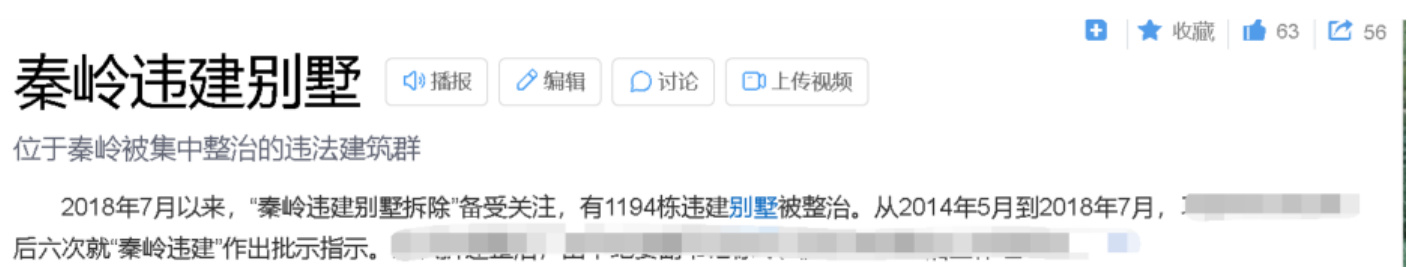 收藏 63 56
秦岭违建别墅 播报 编辑 讨论 上传视频
位于秦岭被集中整治的违法建筑群
2018年7月以来，“秦岭违建别墅拆除”备受关注，有1194栋违建别墅被整治。从2014年5月到2018年7月，
后六次就“秦岭违建”作出批示指示。